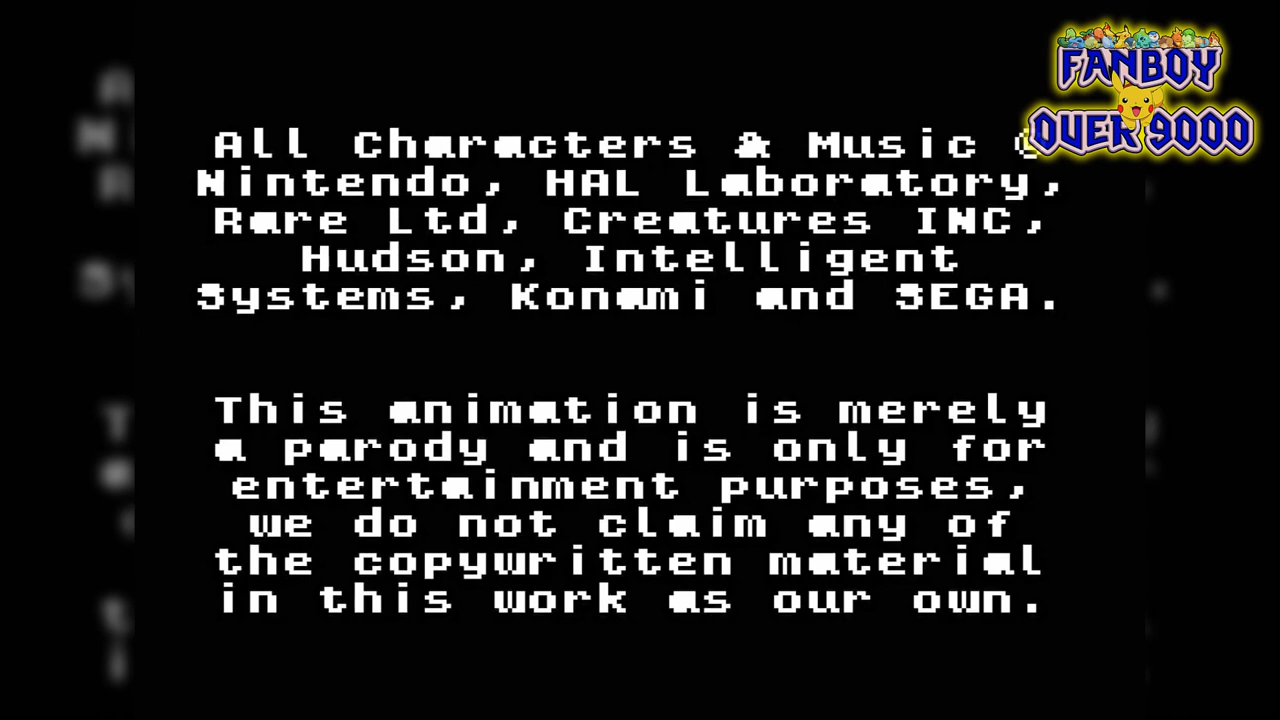 FANBOY
OVER 9000
All Characters & Music ©
Nintendo, HAL Laboratory,
Rare Ltd, Creatures INC,
Hudson, Intelligent
Systems, Konami and SEGA.
This animation is merely
a parody and is only for
entertainment purposes,
we do not claim any of
the copywritten material
in this work as our own.